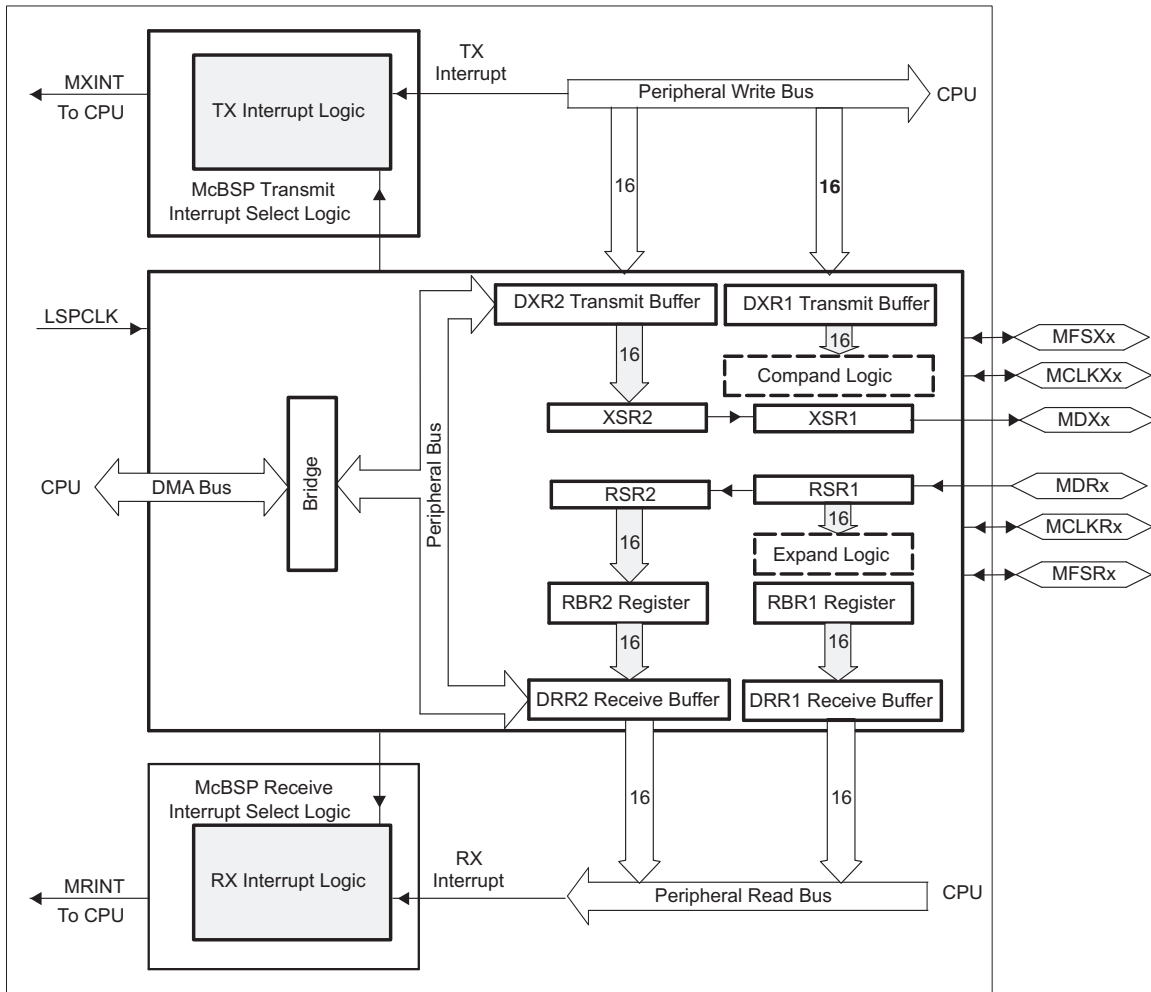 TX
Interrupt
MXINT
To CPU
TX Interrupt Logic
Peripheral Write Bus
CPU
McBSP Transmit
Interrupt Select Logic
16
16
LSPCLK
DXR2 Transmit Buffer
DXR1 Transmit Buffer
16
16
Compand Logic
XSR2
XSR1
MFSXx
MCLKXx
MDXx
CPU
DMA Bus
Bridge
Peripheral Bus
RSR2
RSR1
16
16
Expand Logic
MDRx
MCLKRx
MFSRx
RBR2 Register
RBR1 Register
16
16
DRR2 Receive Buffer
DRR1 Receive Buffer
McBSP Receive
Interrupt Select Logic
16
16
RX Interrupt Logic
RX
Interrupt
MRINT
To CPU
Peripheral Read Bus
CPU